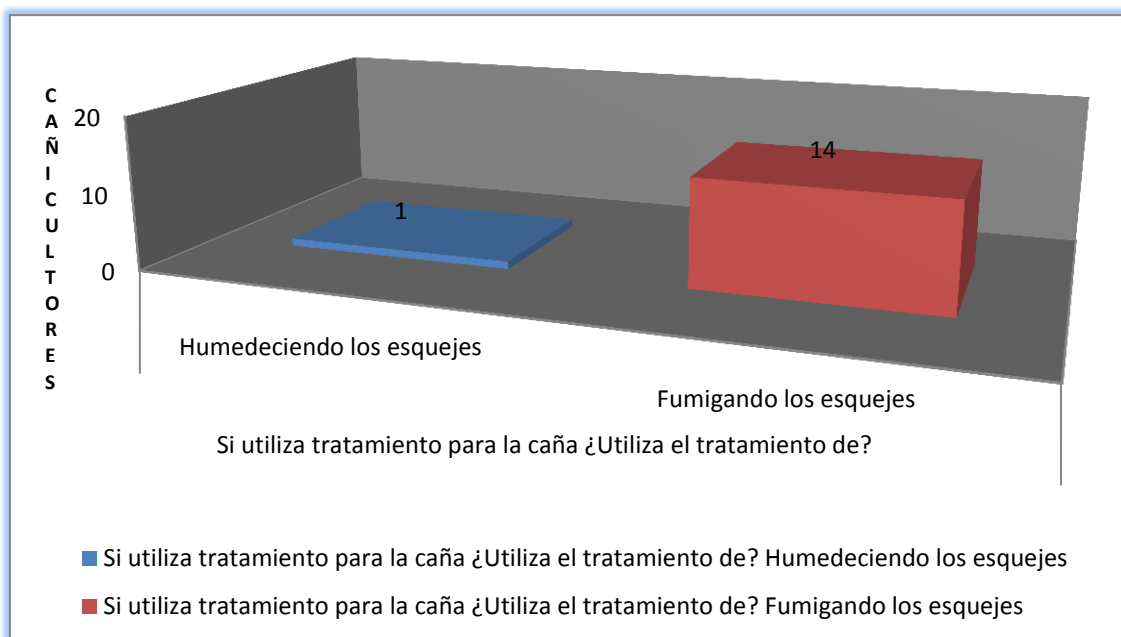 CAÑICULTORES
20
10
0
1
14
Humedeciendo los esquejes
Fumigando los esquejes
Si utiliza tratamiento para la caña ¿Utiliza el tratamiento de?
Si utiliza tratamiento para la caña ¿Utiliza el tratamiento de? Humedeciendo los esquejes
Si utiliza tratamiento para la caña ¿Utiliza el tratamiento de? Fumigando los esquejes